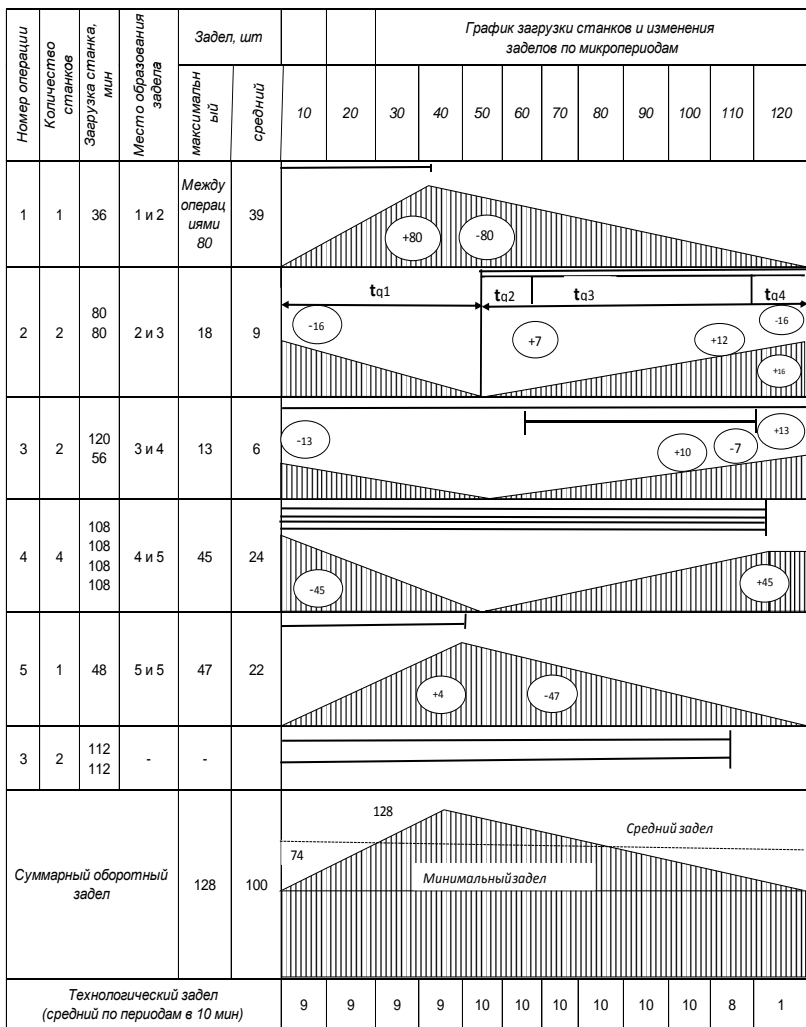 Номер операции
Количество
станков
Загрузка станка,
мин
Место образования
задела
Задел, шт
График загрузки станков и изменения
заделов по микропериодам
максимальн
ый
средний
10 20 30 40 50 60 70 80 90 100 110 120
1 1 36 1 и 2
Между
операц
иями
80
39
+80 -80
2 2
80
80
2 и 3 18 9
tq1 tq2 tq3 tq4
-16 +7 +12 -16
+16
3 2
120
56
3 и 4 13 6
-13 +10 -7 +13
4 4
108
108
108
108
4 и 5 45 24
-45 +45
5 1 48 5 и 5 47 22
+4 -47
3 2
112
112
- -
Суммарный оборотный
задел
128 100
128
74
Средний задел
Минимальный задел
Технологический задел
(средний по периодам в 10 мин)
9 9 9 9 10 10 10 10 10 10 8 1